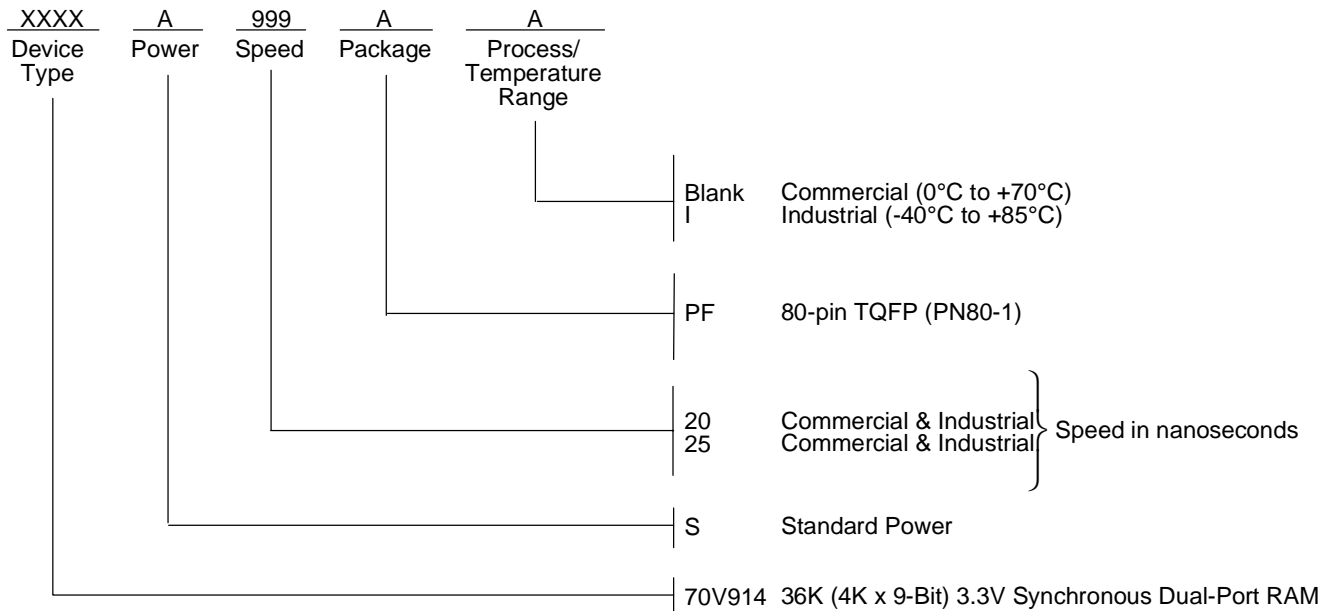 XXXX A 999 A A
Device Power Speed Package Process/
Type Temperature
Range
Blank Commercial (0°C to +70°C)
I Industrial (-40°C to +85°C)
PF 80-pin TQFP (PN80-1)
20 Commercial & Industrial
25 Commercial & Industrial
Speed in nanoseconds
S Standard Power
70V914 36K (4K x 9-Bit) 3.3V Synchronous Dual-Port RAM